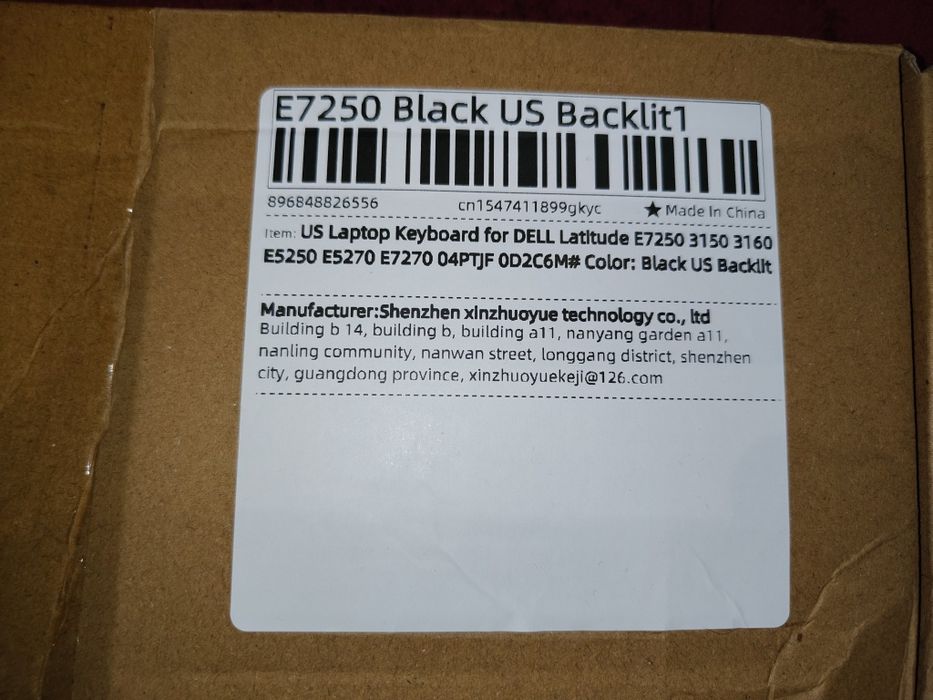 E7250 Black US Backlit1
896848826556 cn1547411899gkyc ★ Made In China
Item: US Laptop Keyboard for DELL Latitude E7250 3150 3160
E5250 E5270 E7270 04PTJF 0D2C6M# Color: Black US Backlit
Manufacturer:Shenzhen xinzhuoyue technology co., ltd
Building b 14, building b, building a11, nanyang garden a11,
nanling community, nanwan street, longgang district, shenzhen
city, guangdong province, xinzhuoyuekeji@126.com